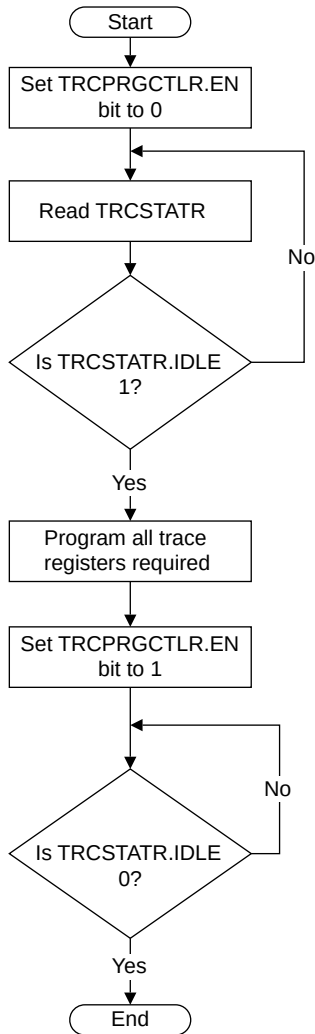 Start
Set TRCPRGCTLR.EN
bit to 0
Read TRCSTATR
No
Is TRCSTATR.IDLE
1?
Yes
Program all trace
registers required
Set TRCPRGCTLR.EN
bit to 1
No
Is TRCSTATR.IDLE
0?
Yes
End